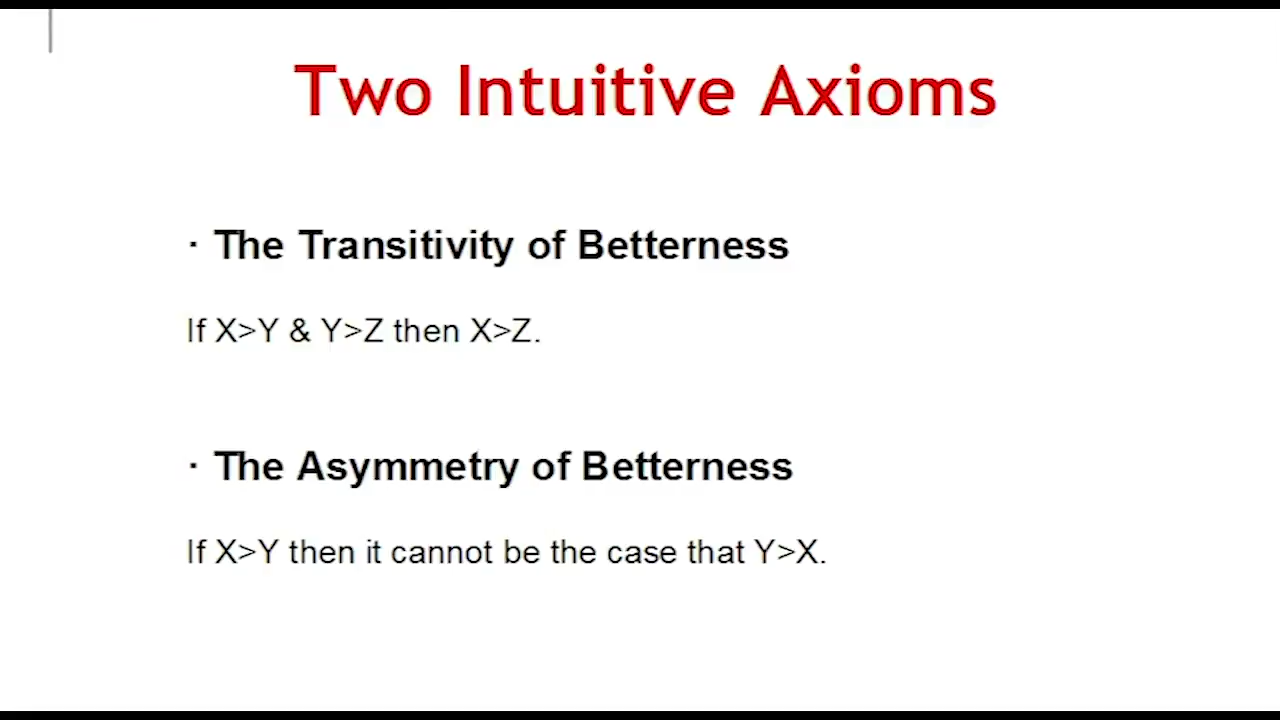 Two Intuitive Axioms
· The Transitivity of Betterness
If X>Y & Y>Z then X>Z.
· The Asymmetry of Betterness
If X>Y then it cannot be the case that Y>X.